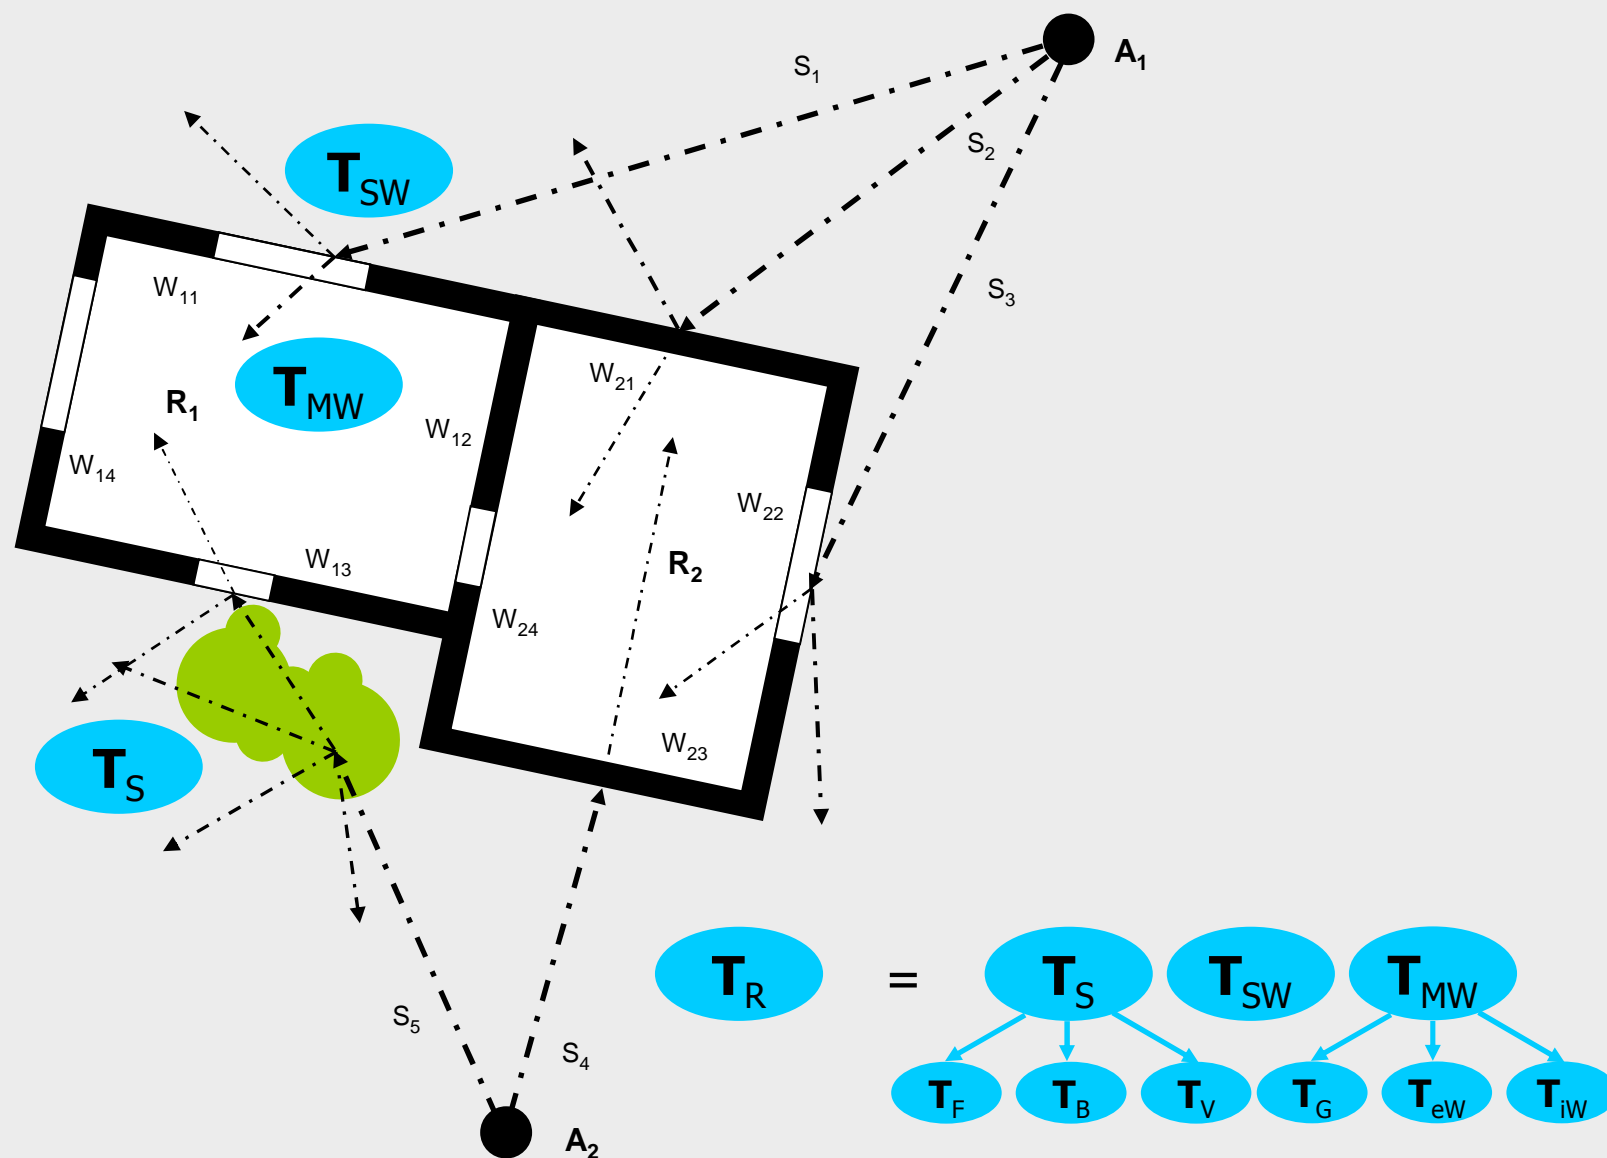 A1
S1
S2
TSW
S3
W11
W21
TMW
R1
W12
W14
W22
W13
R2
W24
W23
TS
S5
S4
TR = TS TSW TMW
TF TB TV TG TeW TiW
A2